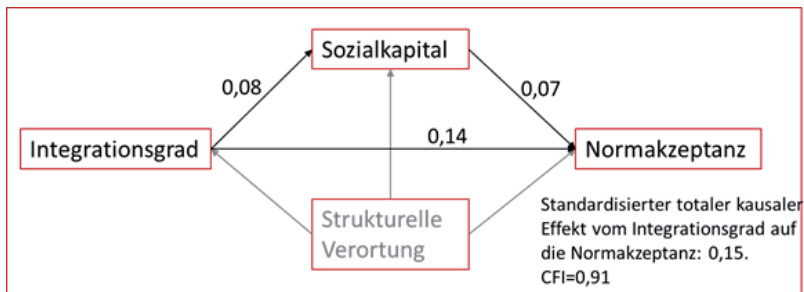 Sozialkapital
0,08
0,07
Integrationsgrad
0,14
Normakzeptanz
Strukturelle
Verortung
Standardisierter totaler kausaler
Effekt vom Integrationsgrad auf
die Normakzeptanz: 0,15.
CFI=0,91